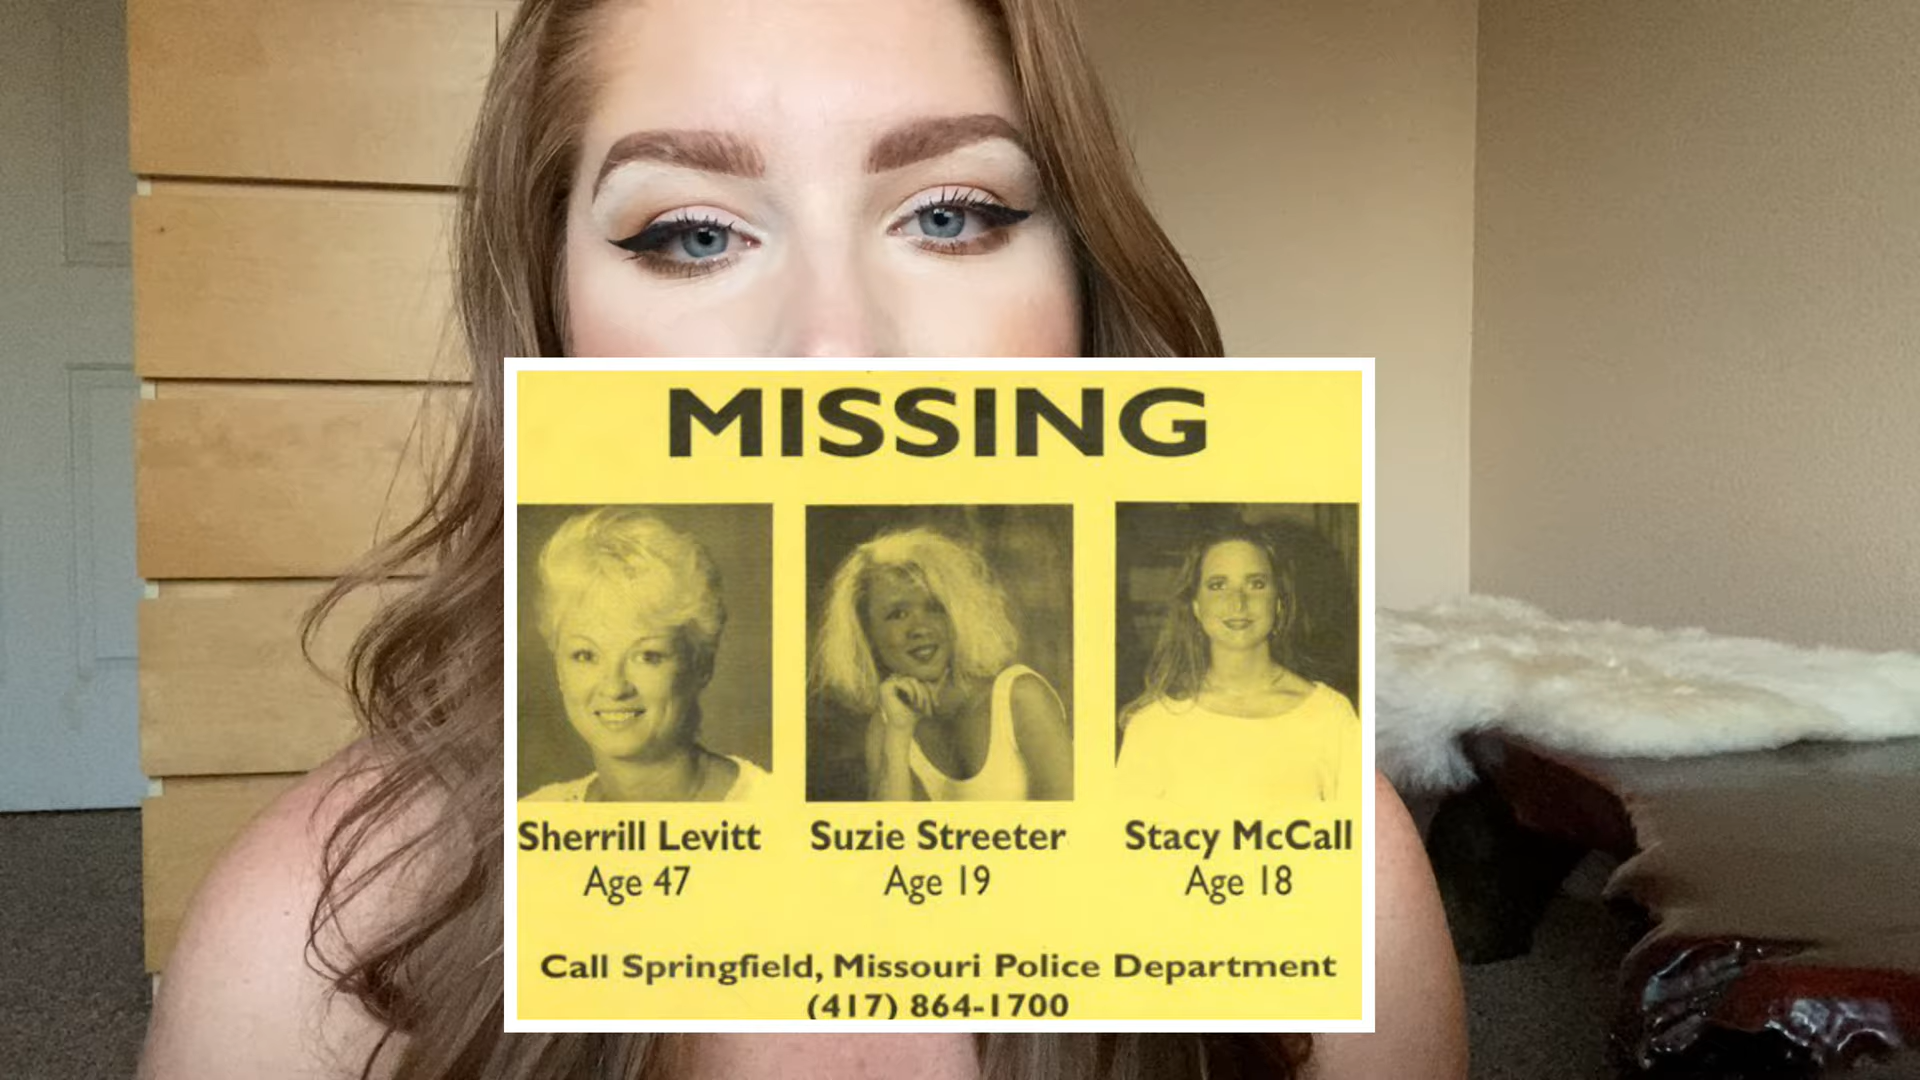 MISSING
Sherrill Levitt Suzie Streeter Stacy McCall
Age 47 Age 19 Age 18
Call Springfield, Missouri Police Department
(417) 864-1700